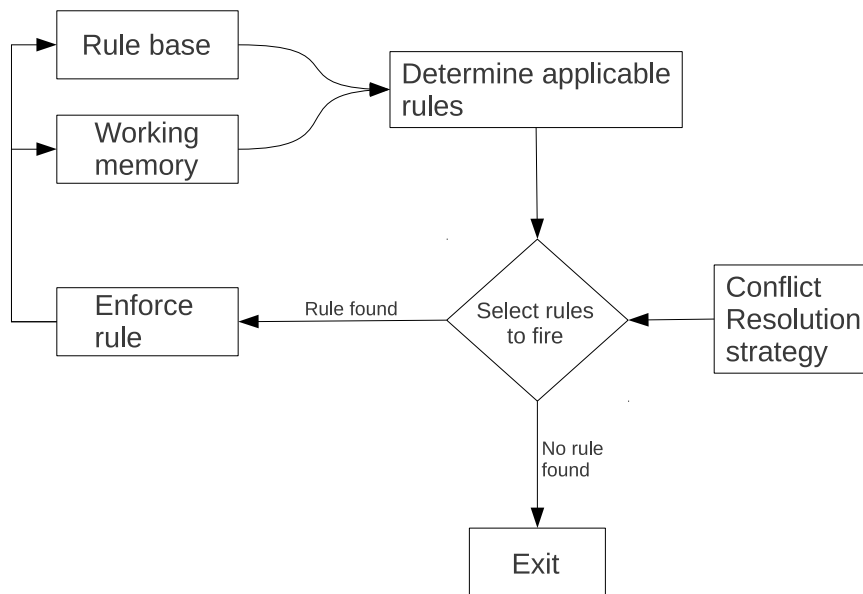 Rule base
Determine applicable
rules
Working
memory
Enforce
rule
Rule found
Select rules
to fire
Conflict
Resolution
strategy
No rule
found
Exit